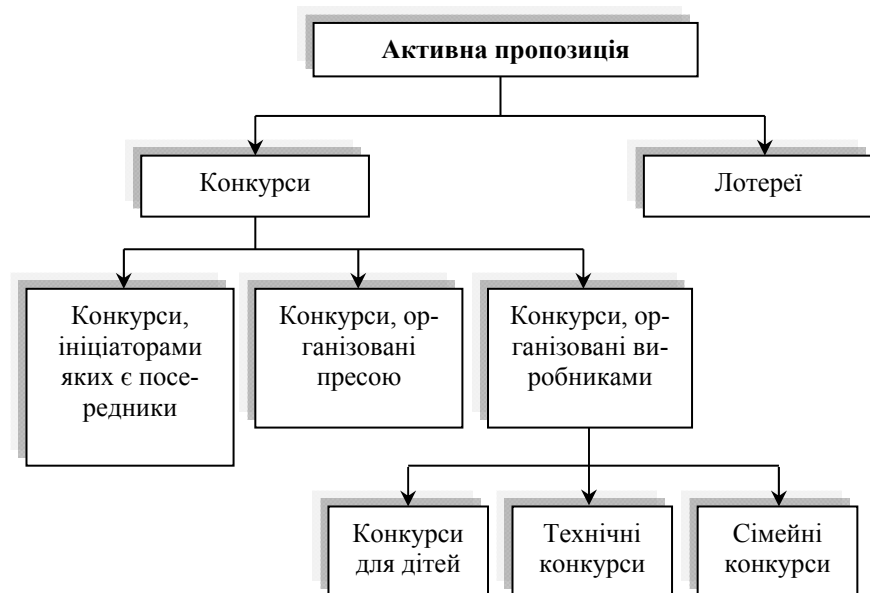 Активна пропозиція
Конкурси
Лотереї
Конкурси,
ініціаторами
яких є посе-
редники
Конкурси, ор-
ганізовані
пресою
Конкурси, ор-
ганізовані ви-
робниками
Конкурси
для дітей
Технічні
конкурси
Сімейні
конкурси